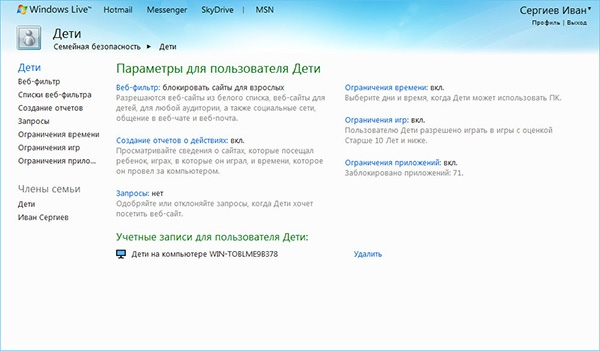 Windows Live™ Hotmail Messenger SkyDrive | MSN Сергиев Иван
Профиль | Выход
Дети
Семейная безопасность ► Дети
Дети
Веб-фильтр
Списки веб-фильтра
Создание отчетов
Запросы
Ограничения времени
Ограничения игр
Ограничения прило...
Члены семьи
Дети
Иван Сергиев
Параметры для пользователя Дети
Веб-фильтр: блокировать сайты для взрослых
Разрешаются веб-сайты из белого списка, веб-сайты для
детей, для любой аудитории, а также социальные сети,
общение в веб-чате и веб-почта.
Создание отчетов о действиях: вкл.
Просматривайте сведения о сайтах, которые посещал
ребенок, играх, в которые он играл, и времени, которое
он провел за компьютером.
Запросы: нет
Одобряйте или отклоняйте запросы, когда Дети хочет
посетить веб-сайт.
Ограничения времени: вкл.
Выберите дни и время, когда Дети может использовать ПК.
Ограничения игр: вкл.
Пользователю Дети разрешено играть в игры с оценкой
Старше 10 Лет и ниже.
Ограничения приложений: вкл.
Заблокировано приложений: 71.
Учетные записи для пользователя Дети:
Дети на компьютере WIN-TO8LME9B378 Удалить